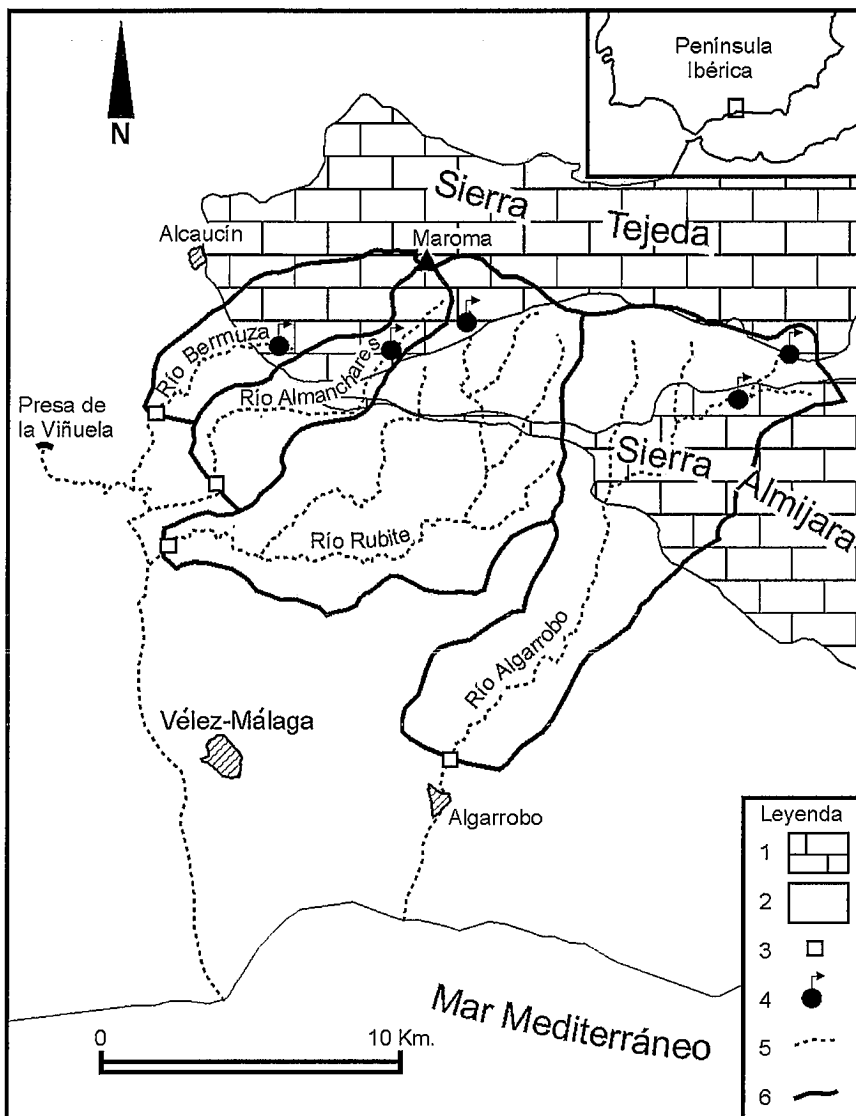 Península
Ibérica
N
Sierra
Tejeda
Alcaucín
Maroma
Río Bermuza
Río Almanchares
Presa de
la Viñuela
Sierra
Almijara
Río Rubite
Río Algarrobo
Vélez-Málaga
Algarrobo
Leyenda
1
2
3
4
5
6
Mar Mediterráneo
0 10 Km.